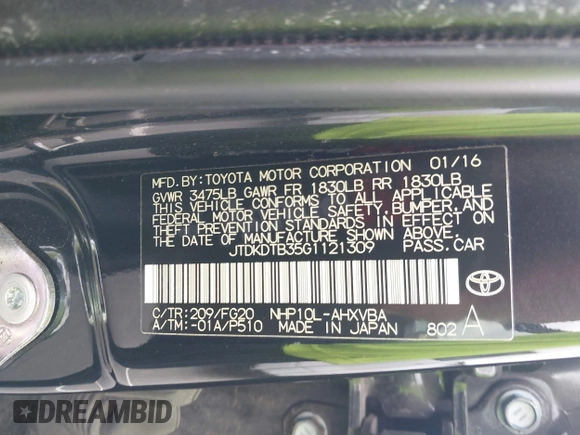 MFD.BY:TOYOTA MOTOR CORPORATION 01/16
GVWR 3475LB GAWR FR 1830LB RR 1830LB
THIS VEHICLE CONFORMS TO ALL APPLICABLE
FEDERAL MOTOR VEHICLE SAFETY,BUMPER,AND
THEFT PREVENTION STANDARDS IN EFFECT ON
THE DATE OF MANUFACTURE SHOWN ABOVE.
JTDKDTB35G1121309 PASS.CAR
C/TR:209/FG20 NHP10L-AHXVBA
A/TM:-01A/P510 MADE IN JAPAN 802 A
TOYOTA
DREAMBID